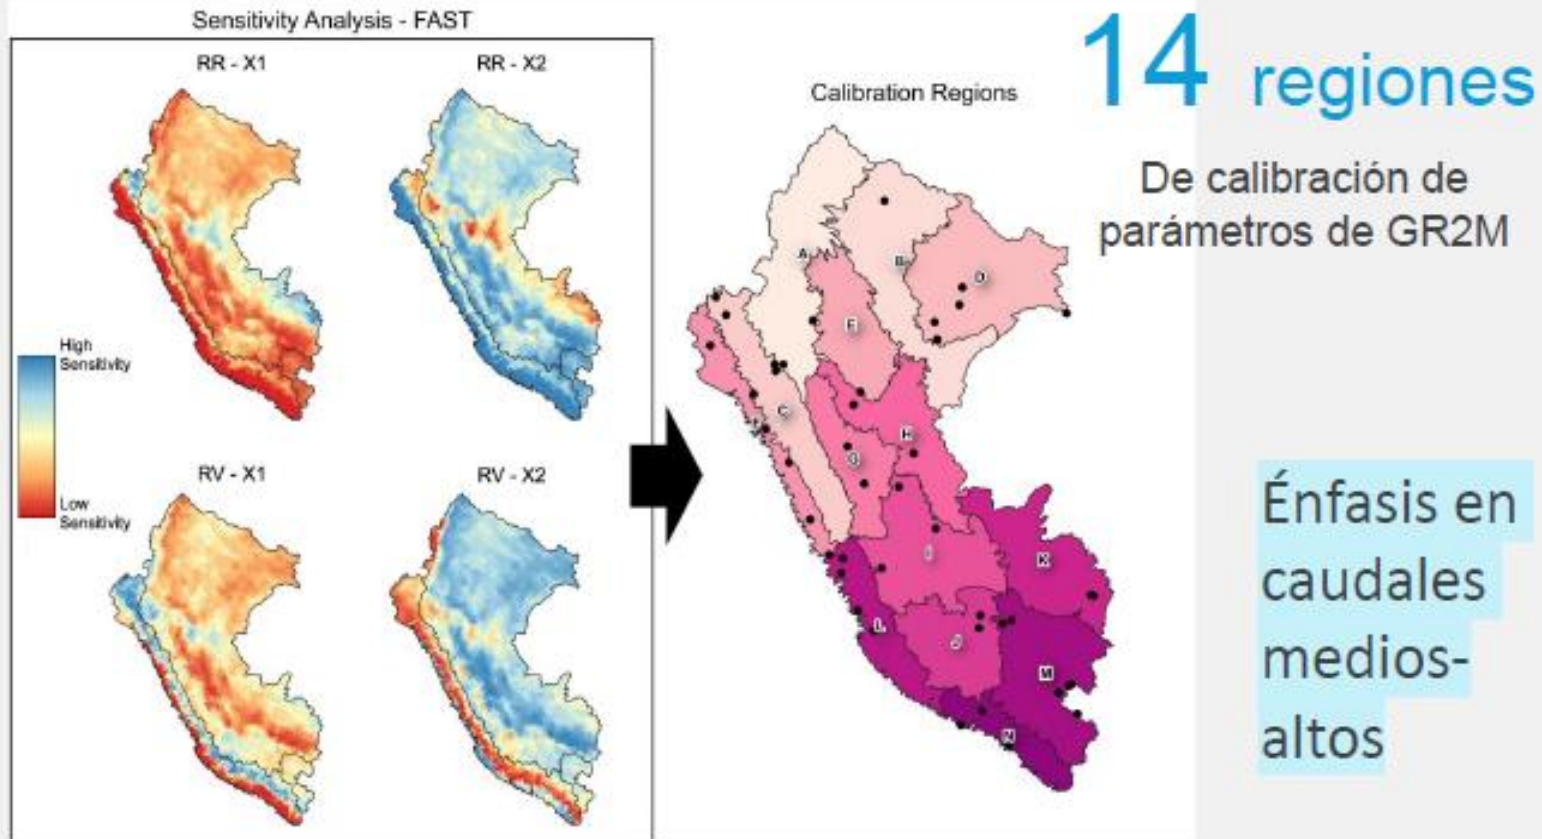 Sensitivity Analysis - FAST
RR - X1
RR - X2
High
Sensitivity
Low
Sensitivity
RV - X1
RV - X2
Calibration Regions
A
B
D
E
C
H
G
I
K
L
J
M
N
14 regiones
De calibración de
parámetros de GR2M
Énfasis en
caudales
medios-
altos